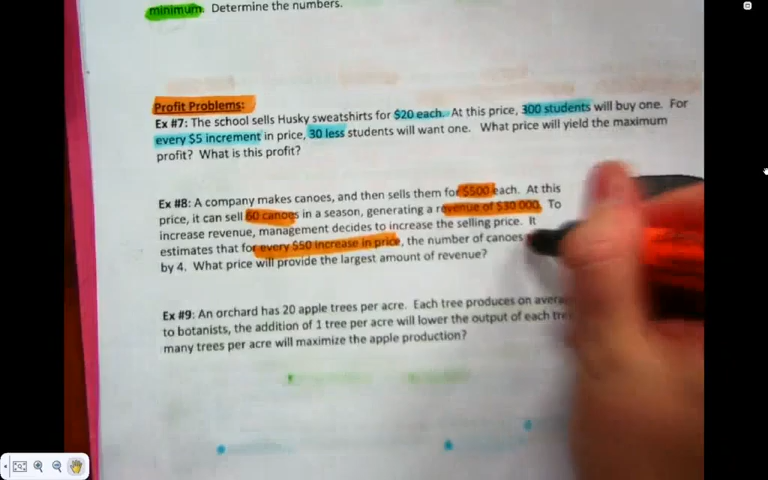 minimum. Determine the numbers.
Profit Problems:
Ex #7: The school sells Husky sweatshirts for $20 each. At this price, 300 students will buy one. For
every $5 increment in price, 30 less students will want one. What price will yield the maximum
profit? What is this profit?
Ex #8: A company makes canoes, and then sells them for $500 each. At this
price, it can sell 60 canoes in a season, generating a revenue of $30 000. To
increase revenue, management decides to increase the selling price. It
estimates that for every $50 increase in price, the number of canoes
by 4. What price will provide the largest amount of revenue?
Ex #9: An orchard has 20 apple trees per acre. Each tree produces on
to botanists, the addition of 1 tree per acre will lower the output of each
many trees per acre will maximize the apple production?